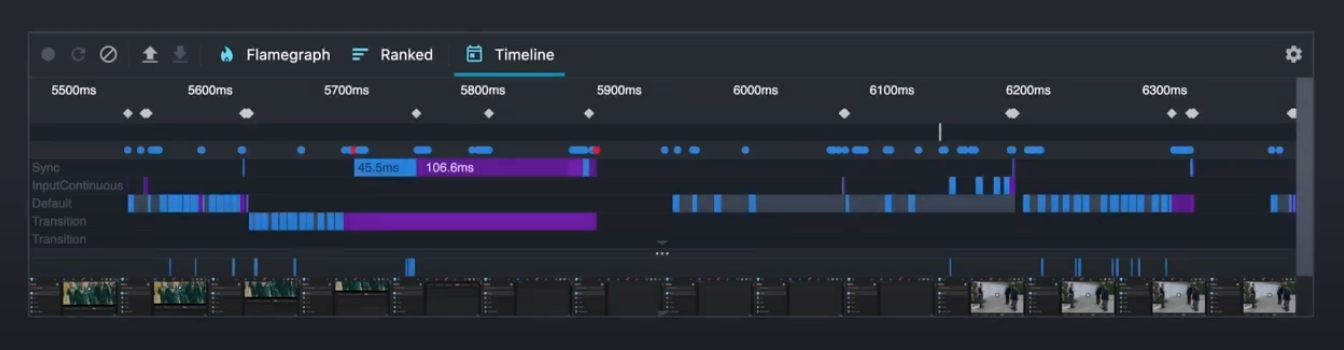 Flamegraph Ranked Timeline
5500ms 5600ms 5700ms 5800ms 5900ms 6000ms 6100ms 6200ms 6300ms
Sync 45.5ms 106.6ms
InputContinuous
Default
Transition
Transition